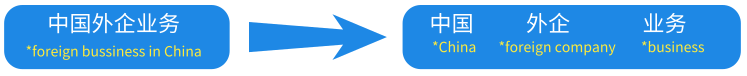 中国外企业务
*foreign bussiness in China
中国 外企 业务
*China *foreign company *business